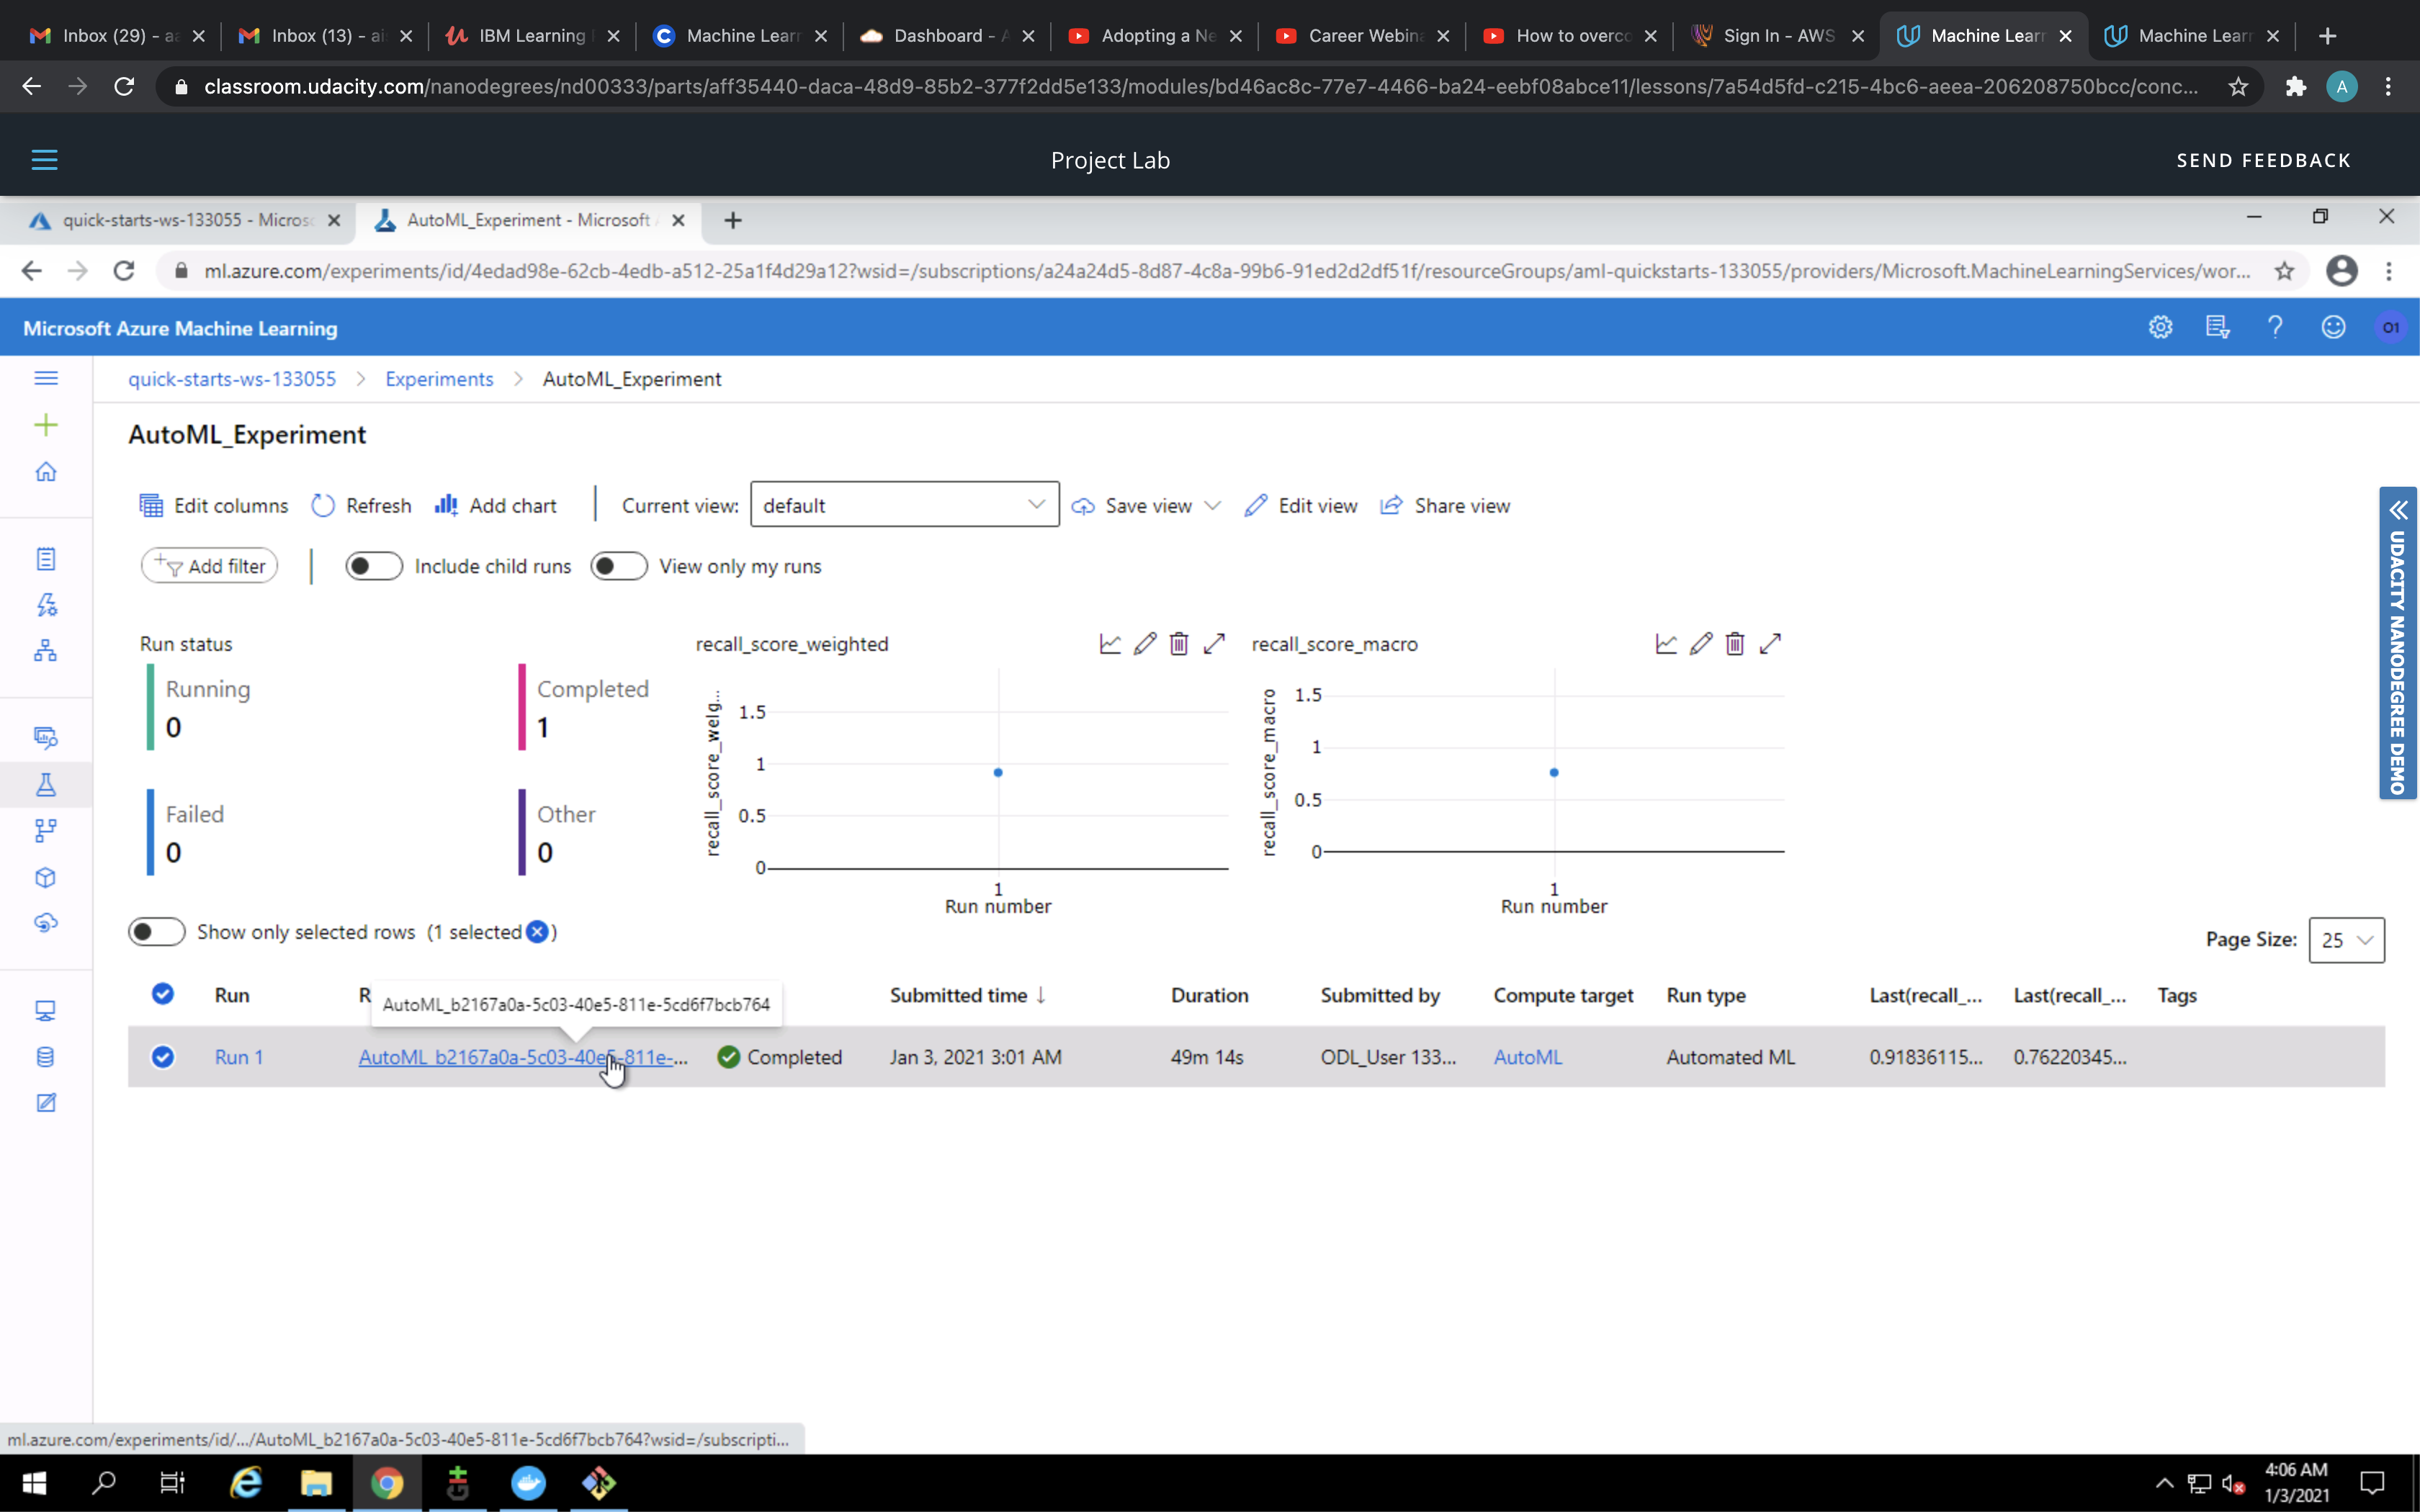 Inbox (29) - aa
Inbox (13) - ai
IBM Learning
Machine Lear
Dashboard - A
Adopting a Ne
Career Webina
How to overco
Sign In - AWS
Machine Lear
Machine Lear
classroom.udacity.com/nanodegrees/nd00333/parts/aff35440-daca-48d9-85b2-377f2dd5e133/modules/bd46ac8c-77e7-4466-ba24-eebf08abce11/lessons/7a54d5fd-c215-4bc6-aeea-206208750bcc/conc...
A
Project Lab
SEND FEEDBACK
quick-starts-ws-133055 - Micros
AutoML_Experiment - Microsoft
ml.azure.com/experiments/id/4edad98e-62cb-4edb-a512-25a1f4d29a12?wsid=/subscriptions/a24a24d5-8d87-4c8a-99b6-91ed2d2df51f/resourceGroups/aml-quickstarts-133055/providers/Microsoft.MachineLearningServices/wor...
Microsoft Azure Machine Learning
O1
quick-starts-ws-133055 > Experiments > AutoML_Experiment
AutoML_Experiment
Edit columns Refresh Add chart Current view: default Save view Edit view Share view
Add filter Include child runs View only my runs
UDACITY NANODEGREE DEMO
Run status
Running
0
Completed
1
Failed
0
Other
0
recall_score_weighted
recall_score_weig...
1.5
1
0.5
0
1
Run number
recall_score_macro
recall_score_macro
1.5
1
0.5
0
1
Run number
Show only selected rows (1 selected )
Page Size: 25
Run R Submitted time ↓ Duration Submitted by Compute target Run type Last(recall_... Last(recall_... Tags
AutoML_b2167a0a-5c03-40e5-811e-5cd6f7bcb764
Run 1 AutoML_b2167a0a-5c03-40e5-811e-... Completed Jan 3, 2021 3:01 AM 49m 14s ODL_User 133... AutoML Automated ML 0.91836115... 0.76220345...
ml.azure.com/experiments/id/.../AutoML_b2167a0a-5c03-40e5-811e-5cd6f7bcb764?wsid=/subscripti...
4:06 AM
1/3/2021